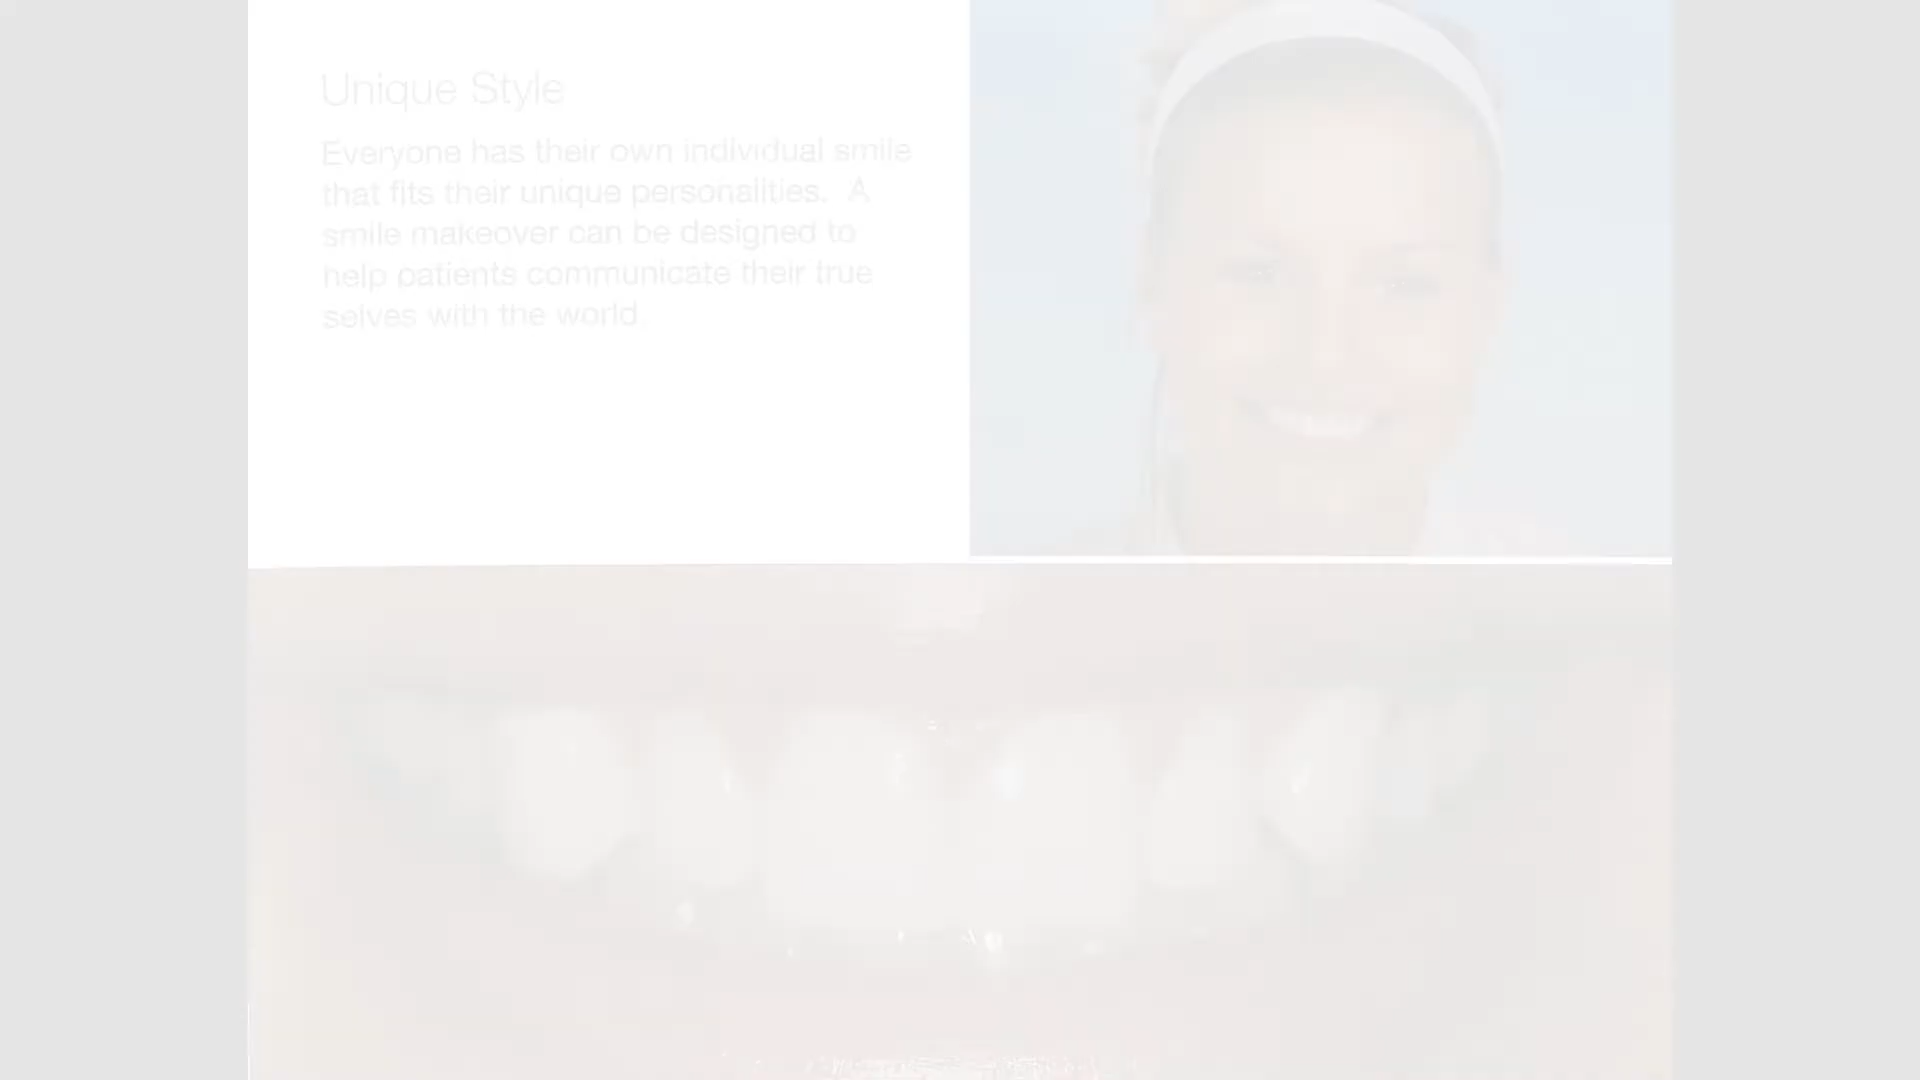 Unique Style
Everyone has their own individual smile
that fits their unique personalities.  A
smile makeover can be designed to
help patients communicate their true
selves with the world.